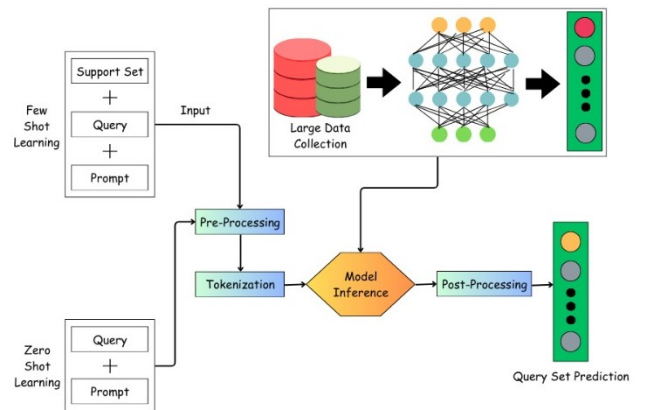 Support Set
+
Few
Shot
Learning
Query
+
Prompt
Input
Large Data
Collection
Pre-Processing
Tokenization
Model
Inference
Post-Processing
Zero
Shot
Learning
Query
+
Prompt
Query Set Prediction